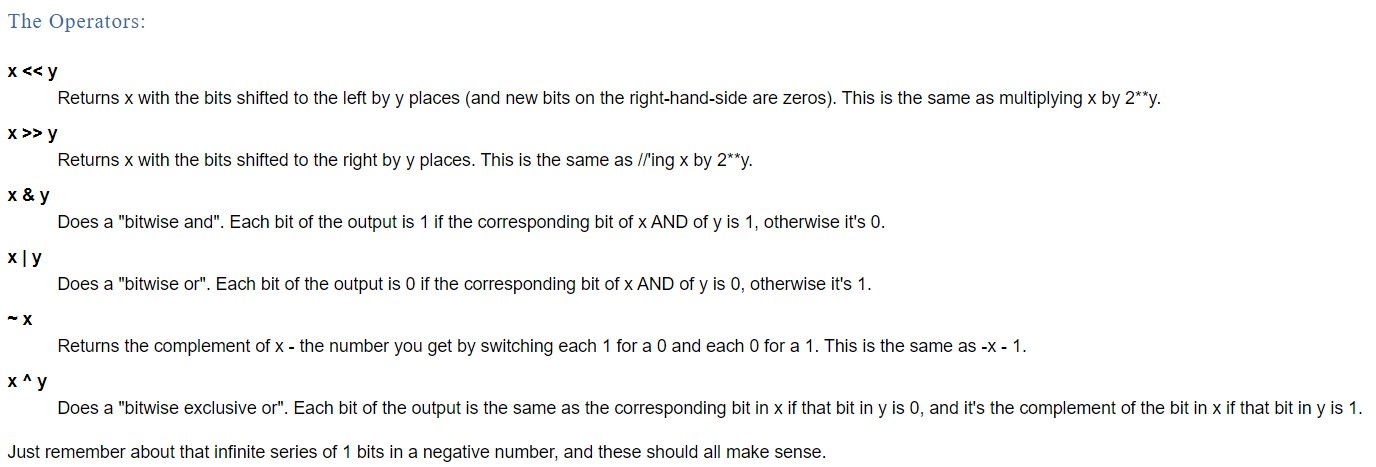 The Operators:
x << y
Returns x with the bits shifted to the left by y places (and new bits on the right-hand-side are zeros). This is the same as multiplying x by 2**y.
x >> y
Returns x with the bits shifted to the right by y places. This is the same as //'ing x by 2**y.
x & y
Does a "bitwise and". Each bit of the output is 1 if the corresponding bit of x AND of y is 1, otherwise it's 0.
x | y
Does a "bitwise or". Each bit of the output is 0 if the corresponding bit of x AND of y is 0, otherwise it's 1.
~ x
Returns the complement of x - the number you get by switching each 1 for a 0 and each 0 for a 1. This is the same as -x - 1.
x ^ y
Does a "bitwise exclusive or". Each bit of the output is the same as the corresponding bit in x if that bit in y is 0, and it's the complement of the bit in x if that bit in y is 1.
Just remember about that infinite series of 1 bits in a negative number, and these should all make sense.